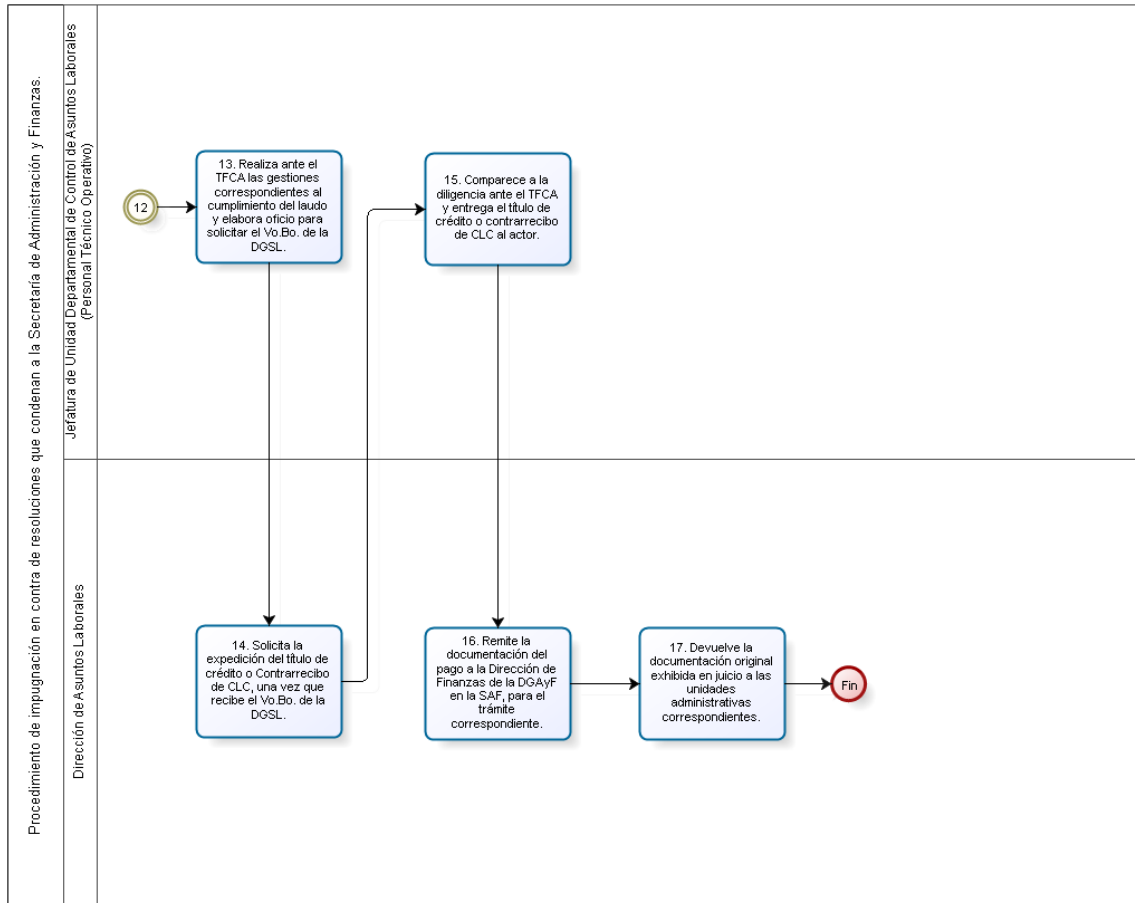 Procedimiento de impugnación en contra de resoluciones que condenan a la Secretaría de Administración y Finanzas.
Jefatura de Unidad Departamental de Control de Asuntos Laborales
(Personal Técnico Operativo)
12
13. Realiza ante el
TFCA las gestiones
correspondientes al
cumplimiento del laudo
y elabora oficio para
solicitar el Vo.Bo. de la
DGSL.
15. Comparece a la
diligencia ante el TFCA
y entrega el título de
crédito o contrarrecibo
de CLC al actor.
Dirección de Asuntos Laborales
14. Solicita la
expedición del título de
crédito o Contrarrecibo
de CLC, una vez que
recibe el Vo.Bo. de la
DGSL.
16. Remite la
documentación del
pago a la Dirección de
Finanzas de la DGAyF
en la SAF, para el
trámite
correspondiente.
17. Devuelve la
documentación original
exhibida en juicio a las
unidades
administrativas
correspondientes.
Fin